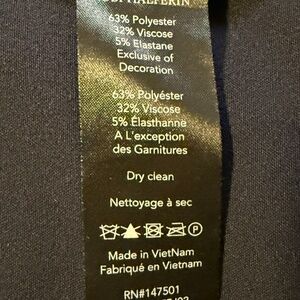 63% Polyester
32% Viscose
5% Elastane
Exclusive of
Decoration
63% Polyéster
32% Viscose
5% Élasthanne
A L'exception
des Garnitures
Dry clean
Nettoyage à sec
P
Made in VietNam
Fabriqué en Vietnam
RN#147501